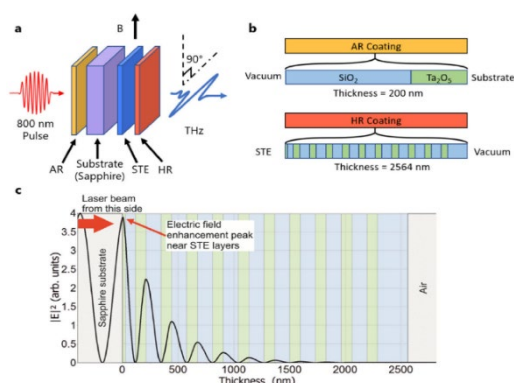 a
B
90°
800 nm
Pulse
THz
AR
Substrate
(Sapphire)
STE
HR
b
AR Coating
Vacuum
SiO₂
Ta₂O₅
Substrate
Thickness = 200 nm
HR Coating
STE
Vacuum
Thickness = 2564 nm
c
Laser beam
from this side
Electric field
enhancement peak
near STE layers
Sapphire substrate
Air
|E|² (arb. units)
4
3.5
3
2.5
2
1.5
1
0.5
0
0
500
1000
1500
2000
2500
Thickness (nm)